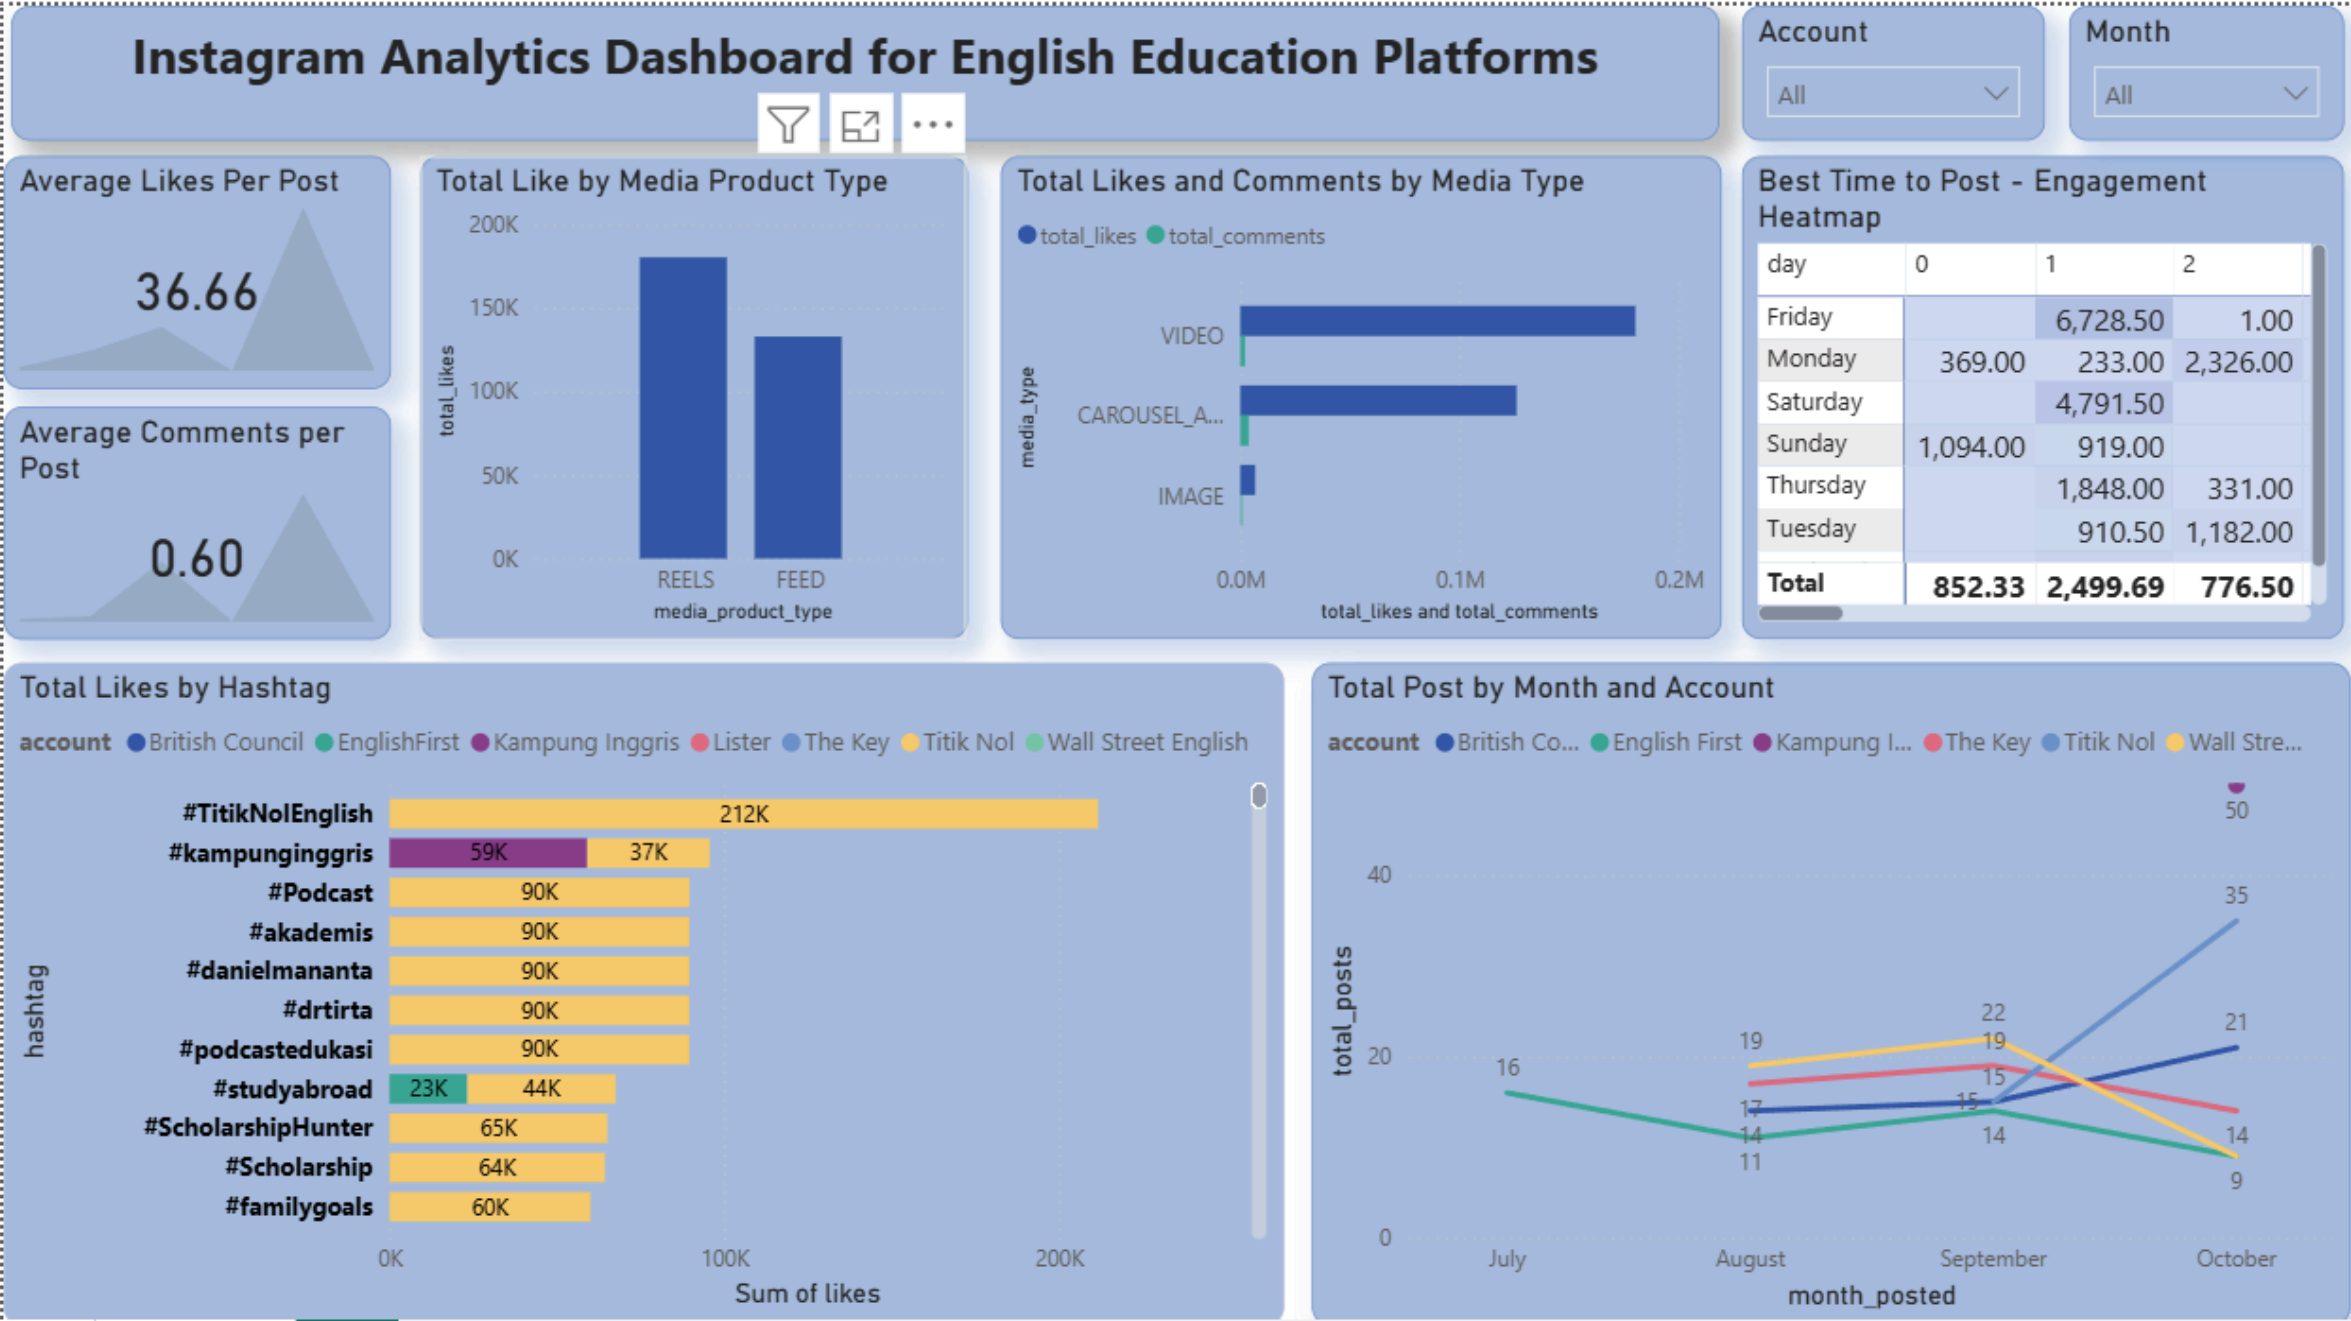 Instagram Analytics Dashboard for English Education Platforms
Account
All
Month
All
Average Likes Per Post
36.66
Average Comments per
Post
0.60
Total Like by Media Product Type
200K
150K
100K
50K
0K
total_likes
REELS FEED
media_product_type
Total Likes and Comments by Media Type
total_likes total_comments
media_type
VIDEO
CAROUSEL_A...
IMAGE
0.0M 0.1M 0.2M
total_likes and total_comments
Best Time to Post - Engagement
Heatmap
day 0 1 2
Friday 6,728.50 1.00
Monday 369.00 233.00 2,326.00
Saturday 4,791.50
Sunday 1,094.00 919.00
Thursday 1,848.00 331.00
Tuesday 910.50 1,182.00
Total 852.33 2,499.69 776.50
Total Likes by Hashtag
account British Council EnglishFirst Kampung Inggris Lister The Key Titik Nol Wall Street English
hashtag
#TitikNolEnglish 212K
#kampunginggris 59K 37K
#Podcast 90K
#akademis 90K
#danielmananta 90K
#drtirta 90K
#podcastedukasi 90K
#studyabroad 23K 44K
#ScholarshipHunter 65K
#Scholarship 64K
#familygoals 60K
0K 100K 200K
Sum of likes
Total Post by Month and Account
account British Co... English First Kampung I... The Key Titik Nol Wall Stre...
total_posts
50
40
35
22
21
19 19
20
16
15
17 15
14 14 14
11
9
0
July August September October
month_posted